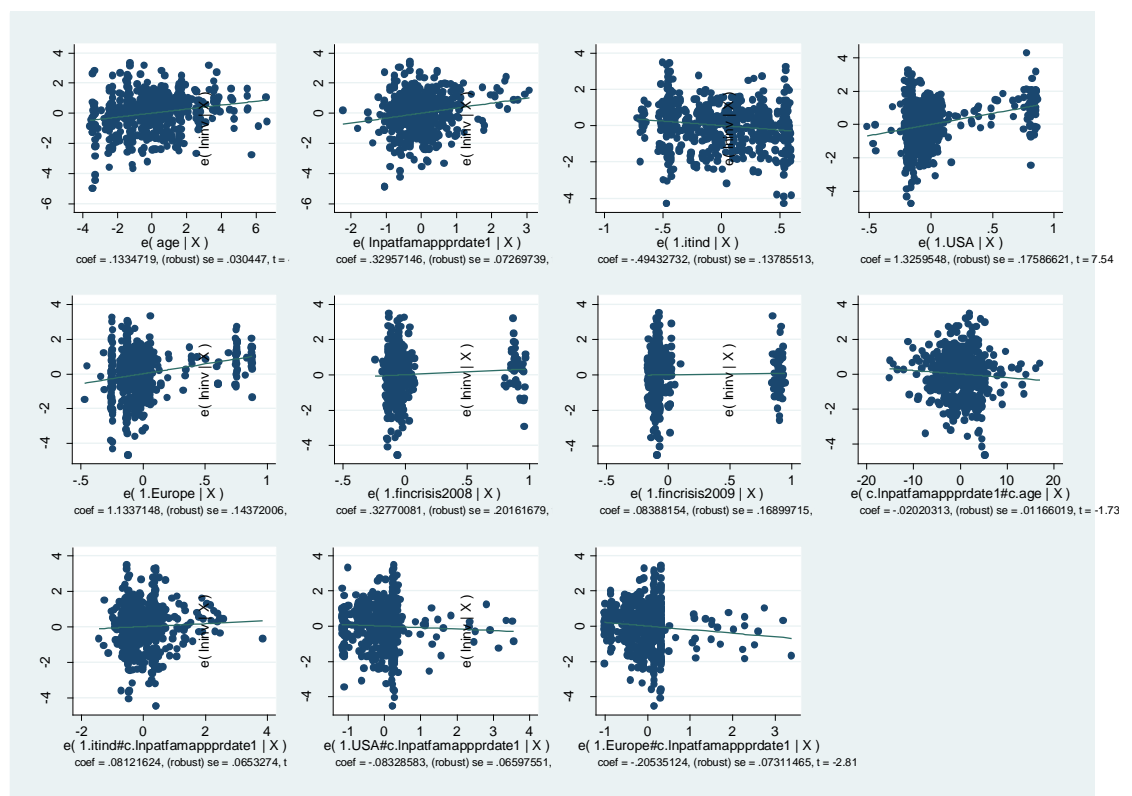 4
2
0
-2
-4
-6
e( lninv | X )
-4 -2 0 2 4 6
e( age | X )
coef = .1334719, (robust) se = .030447, t = 
4
2
0
-2
-4
-6
e( lninv | X )
-2 -1 0 1 2 3
e( lnpatfamappprdate1 | X )
coef = .32957146, (robust) se = .07269739,
4
2
0
-2
-4
e( lninv | X )
-1 -.5 0 .5
e( 1.itind | X )
coef = -.49432732, (robust) se = .13785513,
4
2
0
-2
-4
-.5 0 .5 1
e( 1.USA | X )
coef = 1.3259548, (robust) se = .17586621, t = 7.54
4
2
0
-2
-4
e( lninv | X )
-.5 0 .5 1
e( 1.Europe | X )
coef = 1.1337148, (robust) se = .14372006,
4
2
0
-2
-4
e( lninv | X )
-.5 0 .5 1
e( 1.fincrisis2008 | X )
coef = .32770081, (robust) se = .20161679,
4
2
0
-2
-4
e( lninv | X )
-.5 0 .5 1
e( 1.fincrisis2009 | X )
coef = .08388154, (robust) se = .16899715,
4
2
0
-2
-4
-20 -10 0 10 20
e( c.lnpatfamappprdate1#c.age | X )
coef = -.02020313, (robust) se = .01166019, t = -1.73
4
2
0
-2
-4
e( lninv | X )
-2 0 2 4
e( 1.itind#c.lnpatfamappprdate1 | X )
coef = .08121624, (robust) se = .0653274, t
4
2
0
-2
-4
e( lninv | X )
-1 0 1 2 3 4
e( 1.USA#c.lnpatfamappprdate1 | X )
coef = -.08328583, (robust) se = .06597551,
4
2
0
-2
-4
-1 0 1 2 3
e( 1.Europe#c.lnpatfamappprdate1 | X )
coef = -.20535124, (robust) se = .07311465, t = -2.81